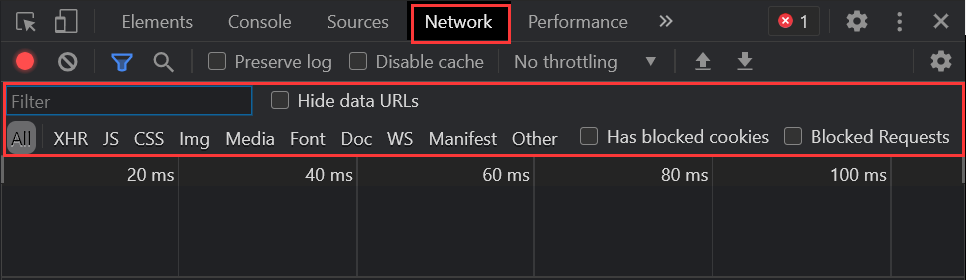 Elements Console Sources Network Performance » 1
Preserve log Disable cache No throttling
Filter Hide data URLs
All XHR JS CSS Img Media Font Doc WS Manifest Other Has blocked cookies Blocked Requests
20 ms 40 ms 60 ms 80 ms 100 ms